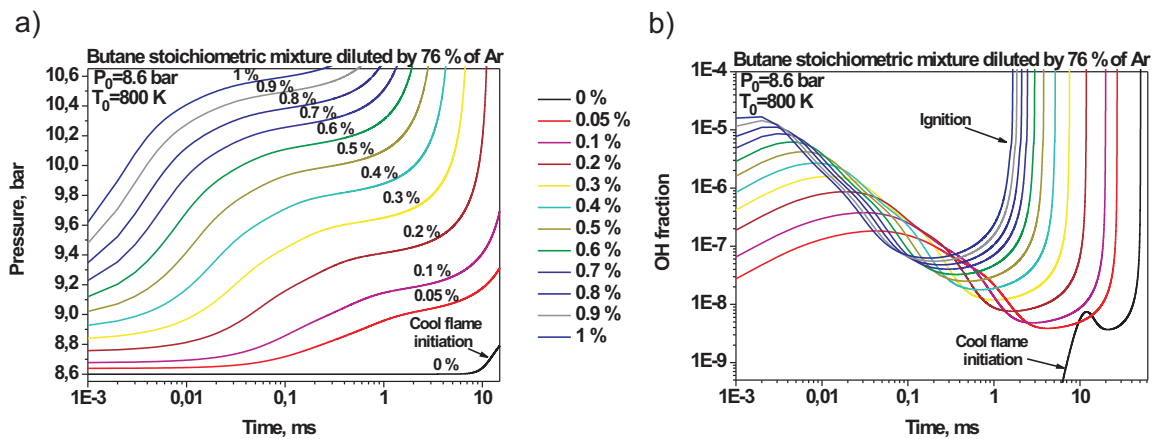 a)
Butane stoichiometric mixture diluted by 76 % of Ar
P0=8.6 bar
T0=800 K
10,6
10,4
10,2
10,0
9,8
9,6
9,4
9,2
9,0
8,8
8,6
Pressure, bar
1 %
0.9 %
0.8 %
0.7 %
0.6 %
0.5 %
0.4 %
0.3 %
0.2 %
0.1 %
0.05 %
Cool flame
initiation
0 %
1E-3
0,01
0,1
1
10
Time, ms
0 %
0.05 %
0.1 %
0.2 %
0.3 %
0.4 %
0.5 %
0.6 %
0.7 %
0.8 %
0.9 %
1 %
b)
Butane stoichiometric mixture diluted by 76 % of Ar
P0=8.6 bar
T0=800 K
1E-4
1E-5
1E-6
1E-7
1E-8
1E-9
OH fraction
Ignition
Cool flame
initiation
1E-3
0,01
0,1
1
10
Time, ms